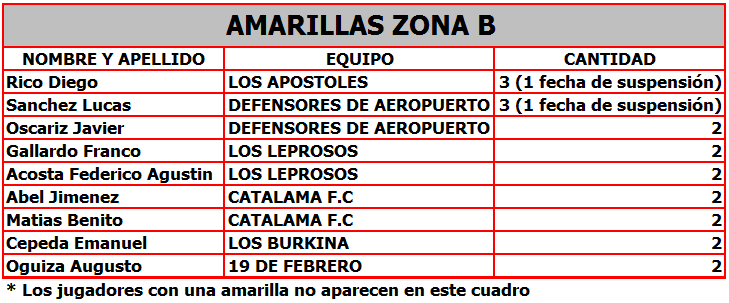 AMARILLAS ZONA B
NOMBRE Y APELLIDO EQUIPO CANTIDAD
Rico Diego LOS APOSTOLES 3 (1 fecha de suspensión)
Sanchez Lucas DEFENSORES DE AEROPUERTO 3 (1 fecha de suspensión)
Oscariz Javier DEFENSORES DE AEROPUERTO 2
Gallardo Franco LOS LEPROSOS 2
Acosta Federico Agustin LOS LEPROSOS 2
Abel Jimenez CATALAMA F.C 2
Matias Benito CATALAMA F.C 2
Cepeda Emanuel LOS BURKINA 2
Oguiza Augusto 19 DE FEBRERO 2
* Los jugadores con una amarilla no aparecen en este cuadro